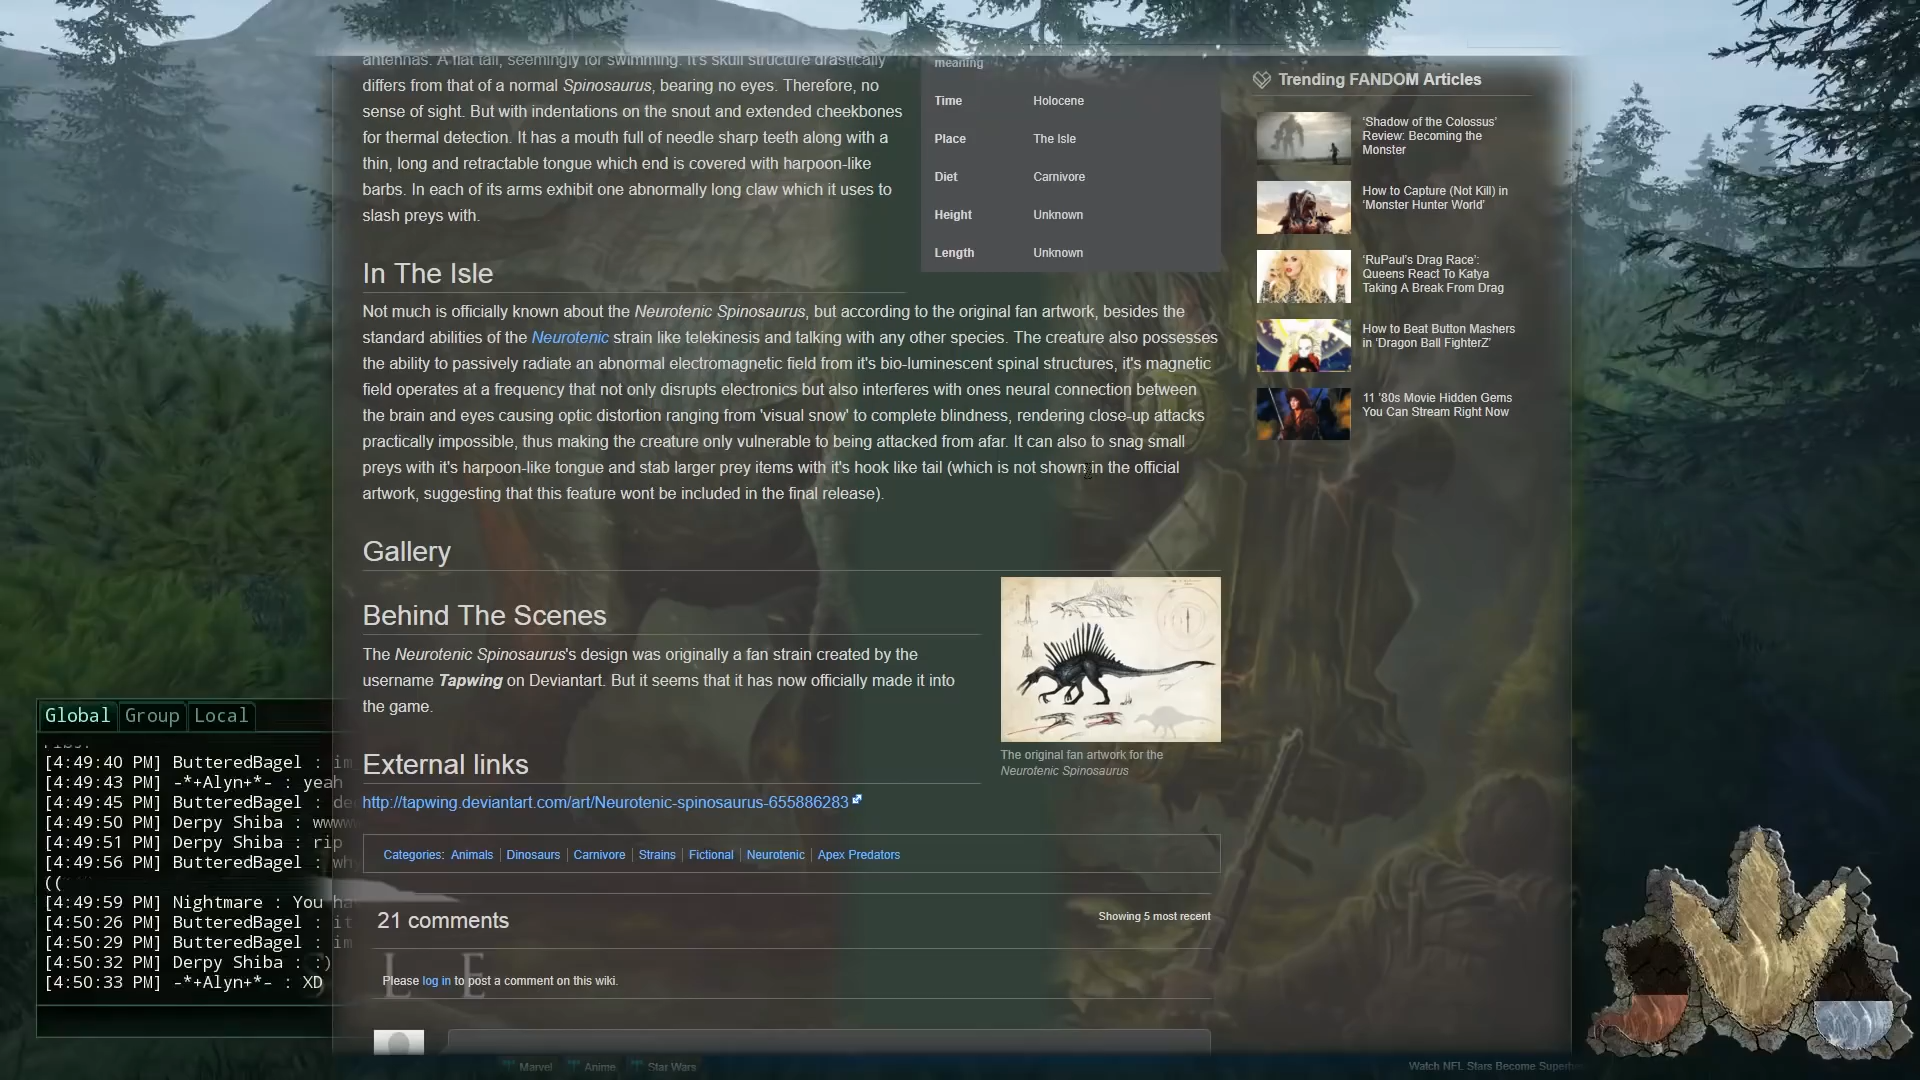 antennas. A flat tail, seemingly for swimming. It's skull structure drastically
differs from that of a normal Spinosaurus, bearing no eyes. Therefore, no
sense of sight. But with indentations on the snout and extended cheekbones
for thermal detection. It has a mouth full of needle sharp teeth along with a
thin, long and retractable tongue which end is covered with harpoon-like
barbs. In each of its arms exhibit one abnormally long claw which it uses to
slash preys with.
meaning
Time Holocene
Place The Isle
Diet Carnivore
Height Unknown
Length Unknown
In The Isle
Not much is officially known about the Neurotenic Spinosaurus, but according to the original fan artwork, besides the
standard abilities of the Neurotenic strain like telekinesis and talking with any other species. The creature also possesses
the ability to passively radiate an abnormal electromagnetic field from it's bio-luminescent spinal structures, it's magnetic
field operates at a frequency that not only disrupts electronics but also interferes with ones neural connection between
the brain and eyes causing optic distortion ranging from 'visual snow' to complete blindness, rendering close-up attacks
practically impossible, thus making the creature only vulnerable to being attacked from afar. It can also to snag small
preys with it's harpoon-like tongue and stab larger prey items with it's hook like tail (which is not shown in the official
artwork, suggesting that this feature wont be included in the final release).
Gallery
Behind The Scenes
The Neurotenic Spinosaurus's design was originally a fan strain created by the
username Tapwing on Deviantart. But it seems that it has now officially made it into
the game.
The original fan artwork for the
Neurotenic Spinosaurus
External links
http://tapwing.deviantart.com/art/Neurotenic-spinosaurus-655886283
Categories: Animals Dinosaurs Carnivore Strains Fictional Neurotenic Apex Predators
21 comments
Showing 5 most recent
Please log in to post a comment on this wiki.
L E
Trending FANDOM Articles
'Shadow of the Colossus'
Review: Becoming the
Monster
How to Capture (Not Kill) in
'Monster Hunter World'
'RuPaul's Drag Race':
Queens React To Katya
Taking A Break From Drag
How to Beat Button Mashers
in 'Dragon Ball FighterZ'
11 '80s Movie Hidden Gems
You Can Stream Right Now
Global Group Local
[4:49:40 PM] ButteredBagel : im
[4:49:43 PM] -*+Alyn+*- : yeah
[4:49:45 PM] ButteredBagel : de
[4:49:50 PM] Derpy Shiba : wwww
[4:49:51 PM] Derpy Shiba : rip
[4:49:56 PM] ButteredBagel : wh
((
[4:49:59 PM] Nightmare : You ha
[4:50:26 PM] ButteredBagel : it
[4:50:29 PM] ButteredBagel : im
[4:50:32 PM] Derpy Shiba : :)
[4:50:33 PM] -*+Alyn+*- : XD
Marvel Anime Star Wars
Watch NFL Stars Become Superh